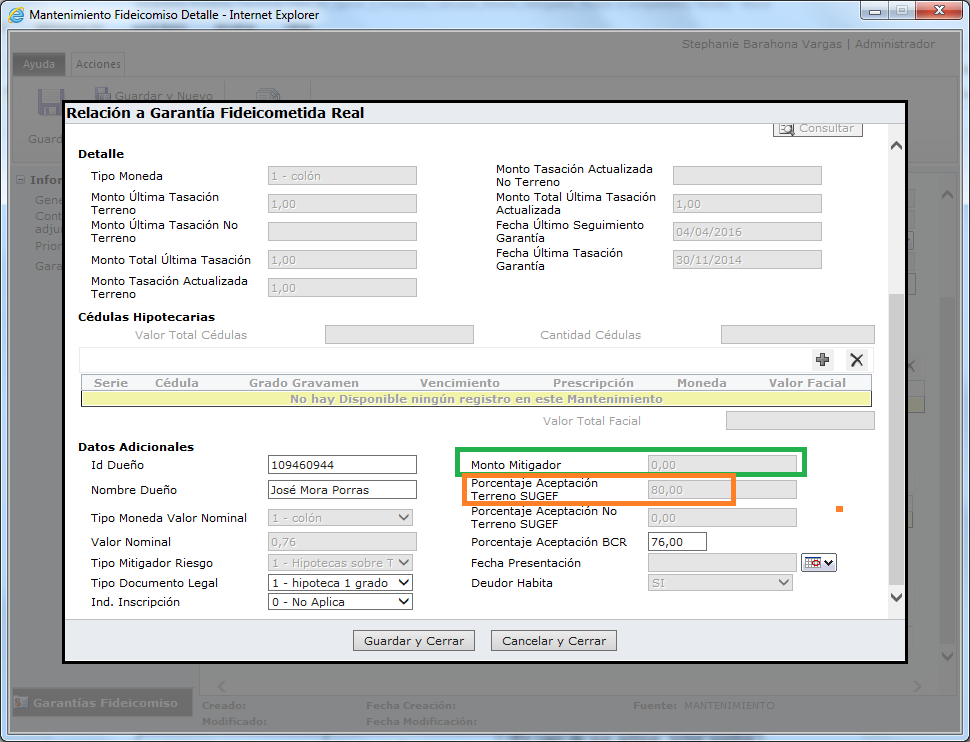 Mantenimiento Fideicomiso Detalle - Internet Explorer
Stephanie Barahona Vargas | Administrador
Ayuda
Acciones
Guardar y Nuevo
Guard
Infor
Gene
Cont
adju
Prior
Gara
Relación a Garantía Fideicometida Real
Consultar
Detalle
Tipo Moneda 1 - colón
Monto Última Tasación
Terreno 1,00
Monto Última Tasación No
Terreno
Monto Total Última Tasación 1,00
Monto Tasación Actualizada
Terreno 1,00
Monto Tasación Actualizada
No Terreno
Monto Total Última Tasación
Actualizada 1,00
Fecha Último Seguimiento
Garantía 04/04/2016
Fecha Última Tasación
Garantía 30/11/2014
Cédulas Hipotecarias
Valor Total Cédulas
Cantidad Cédulas
Serie Cédula Grado Gravamen Vencimiento Prescripción Moneda Valor Facial
No hay Disponible ningún registro en este Mantenimiento
Valor Total Facial
Datos Adicionales
Id Dueño 109460944
Nombre Dueño José Mora Porras
Tipo Moneda Valor Nominal 1 - colón
Valor Nominal 0,76
Tipo Mitigador Riesgo 1 - Hipotecas sobre T
Tipo Documento Legal 1 - hipoteca 1 grado
Ind. Inscripción 0 - No Aplica
Monto Mitigador 0,00
Porcentaje Aceptación
Terreno SUGEF 80,00
Porcentaje Aceptación No
Terreno SUGEF 0,00
Porcentaje Aceptación BCR 76,00
Fecha Presentación
Deudor Habita SI
Guardar y Cerrar
Cancelar y Cerrar
Garantías Fideicomiso
Creado:
Modificado:
Fecha Creación:
Fecha Modificación:
Fuente: MANTENIMIENTO